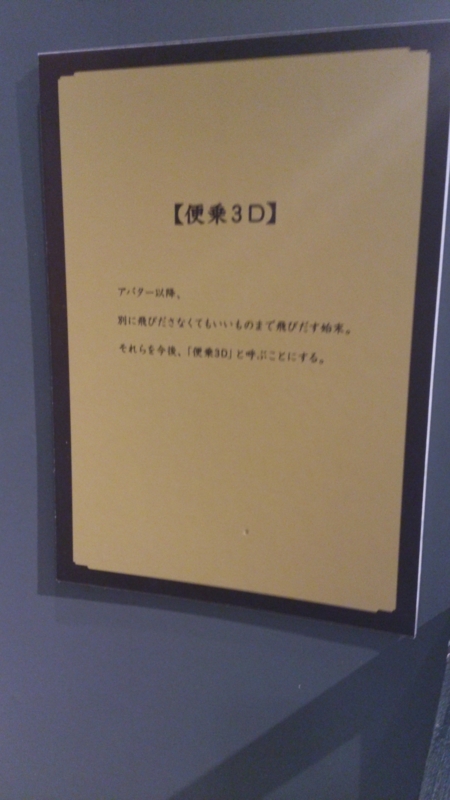 【便乗3D】
アバター以降、
別に飛びださなくてもいいものまで飛びだす始末。
それらを今後、「便乗3D」と呼ぶことにする。